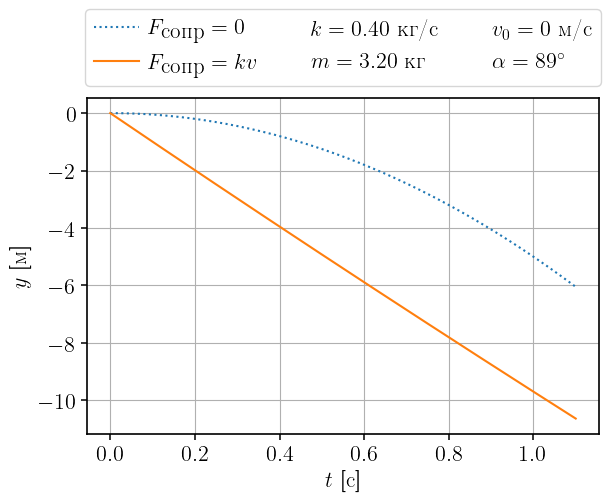 F_сопр = 0 k = 0.40 кг/с v_0 = 0 м/с
F_сопр = kv m = 3.20 кг α = 89°
0
−2
−4
−6
−8
−10
y [м]
0.0 0.2 0.4 0.6 0.8 1.0
t [с]